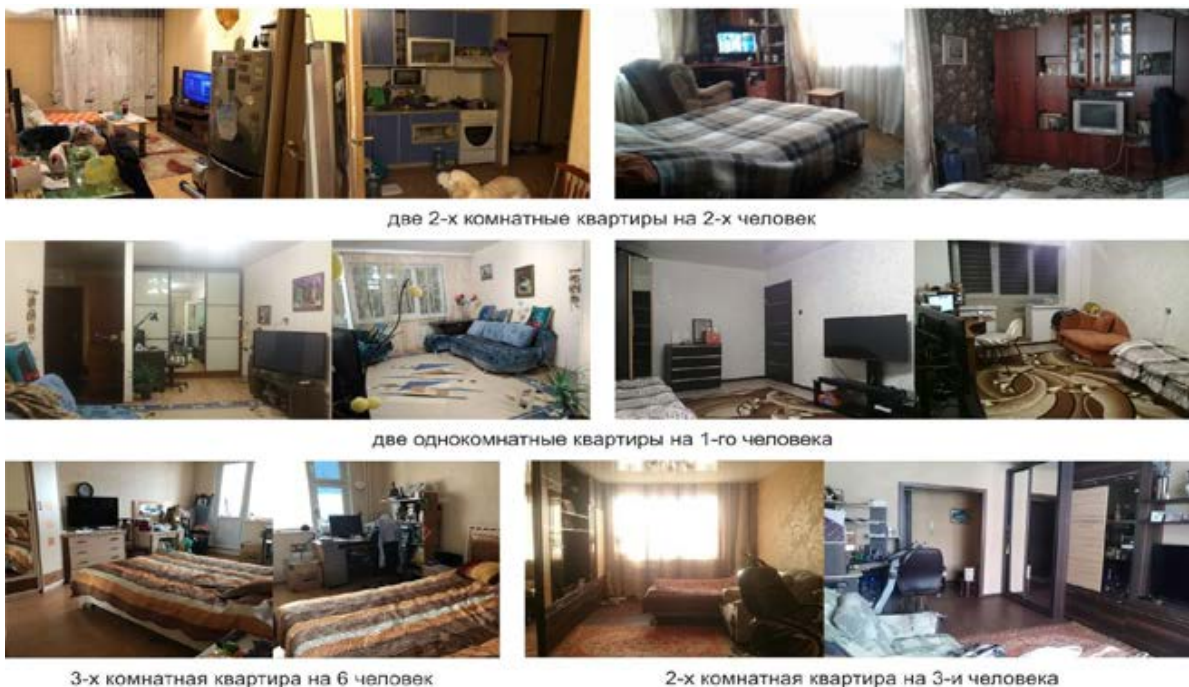 две 2-х комнатные квартиры на 2-х человек
две однокомнатные квартиры на 1-го человека
3-х комнатная квартира на 6 человек
2-х комнатная квартира на 3-и человека